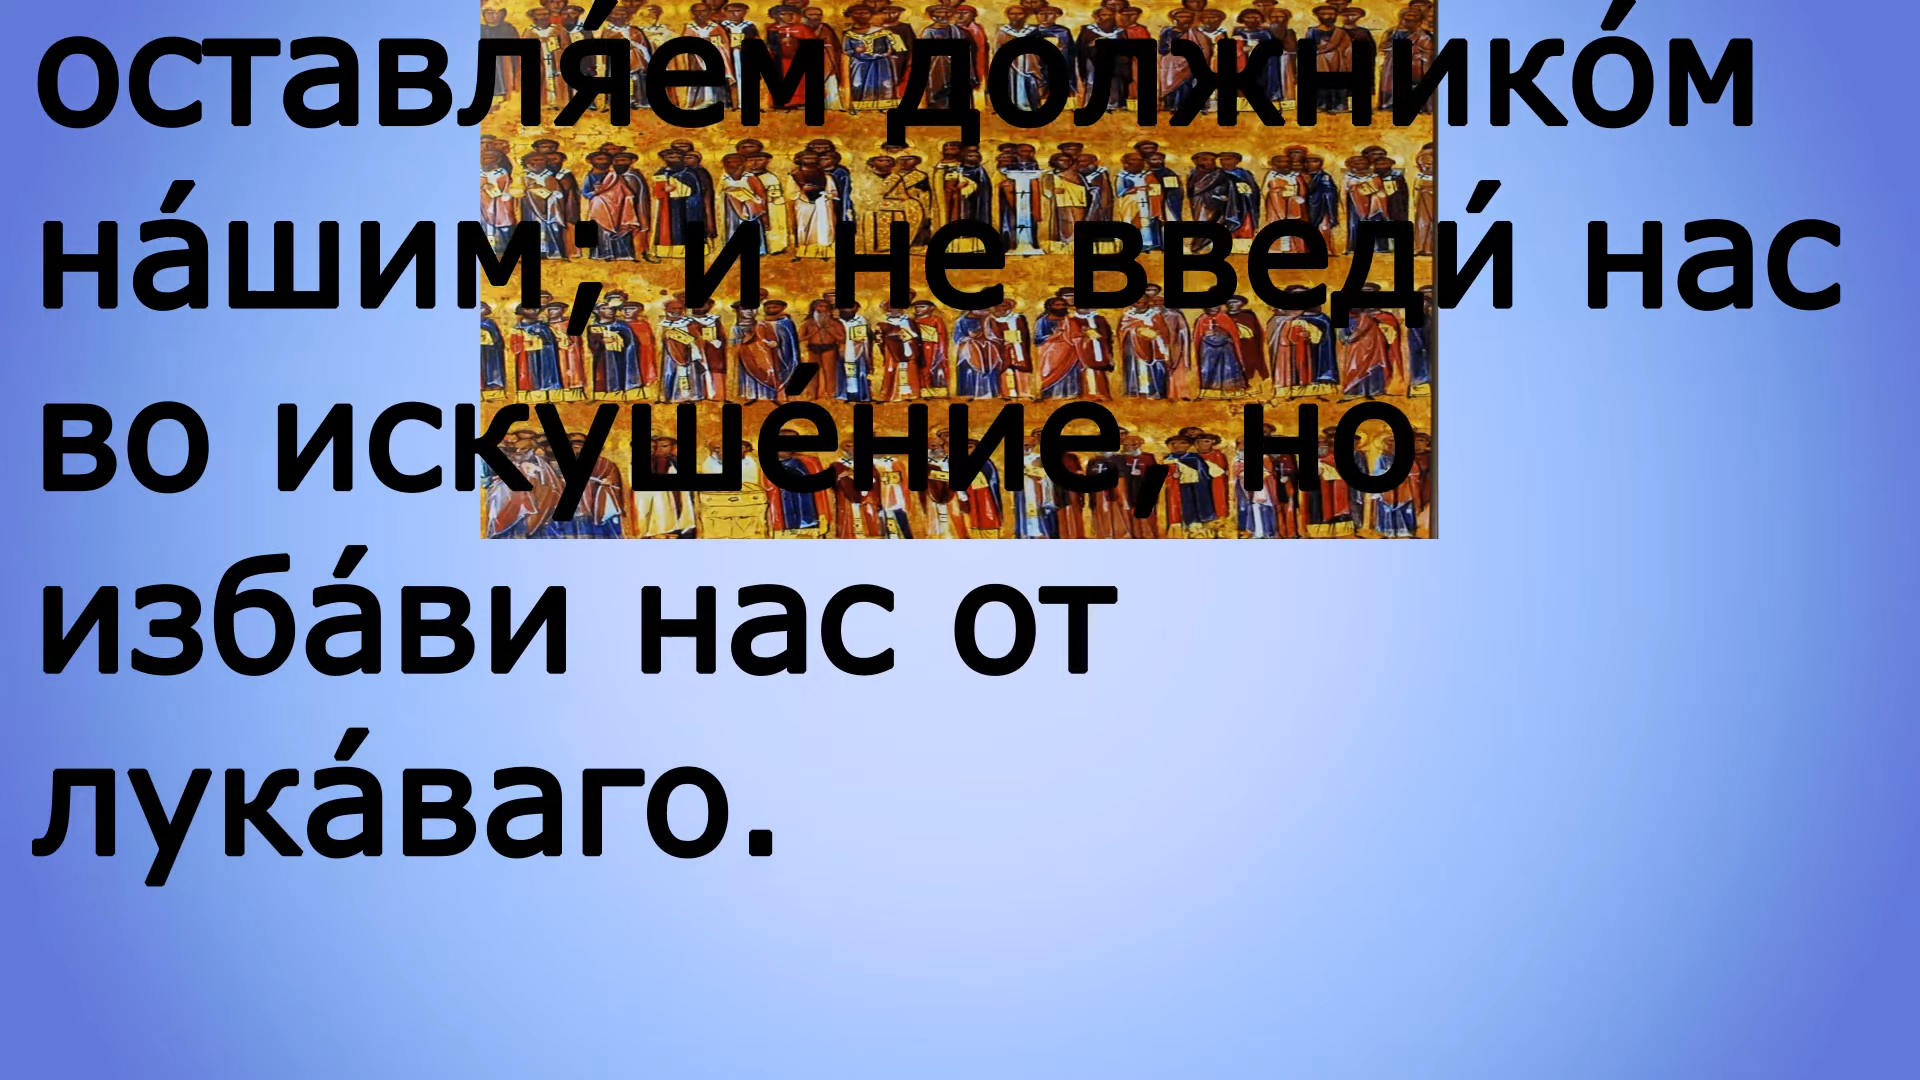 оставля́ем должнико́м
на́шим; и не введи́ нас
во искуше́ние, но
изба́ви нас от
лука́ваго.